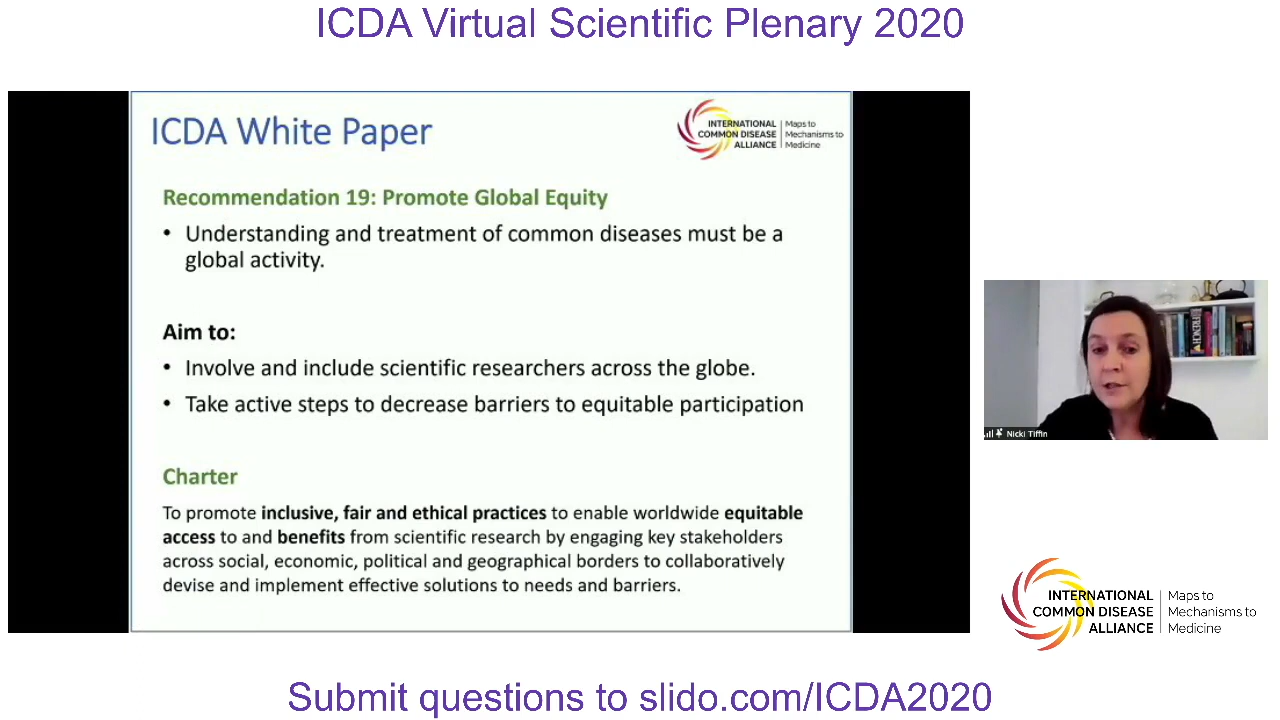 ICDA Virtual Scientific Plenary 2020
ICDA White Paper
INTERNATIONAL
COMMON DISEASE
ALLIANCE
Maps to
Mechanisms to
Medicine
Recommendation 19: Promote Global Equity
• Understanding and treatment of common diseases must be a
global activity.
Aim to:
• Involve and include scientific researchers across the globe.
• Take active steps to decrease barriers to equitable participation
Charter
To promote inclusive, fair and ethical practices to enable worldwide equitable
access to and benefits from scientific research by engaging key stakeholders
across social, economic, political and geographical borders to collaboratively
devise and implement effective solutions to needs and barriers.
FRENCH
Nicki Tiffin
INTERNATIONAL
COMMON DISEASE
ALLIANCE
Maps to
Mechanisms to
Medicine
Submit questions to slido.com/ICDA2020